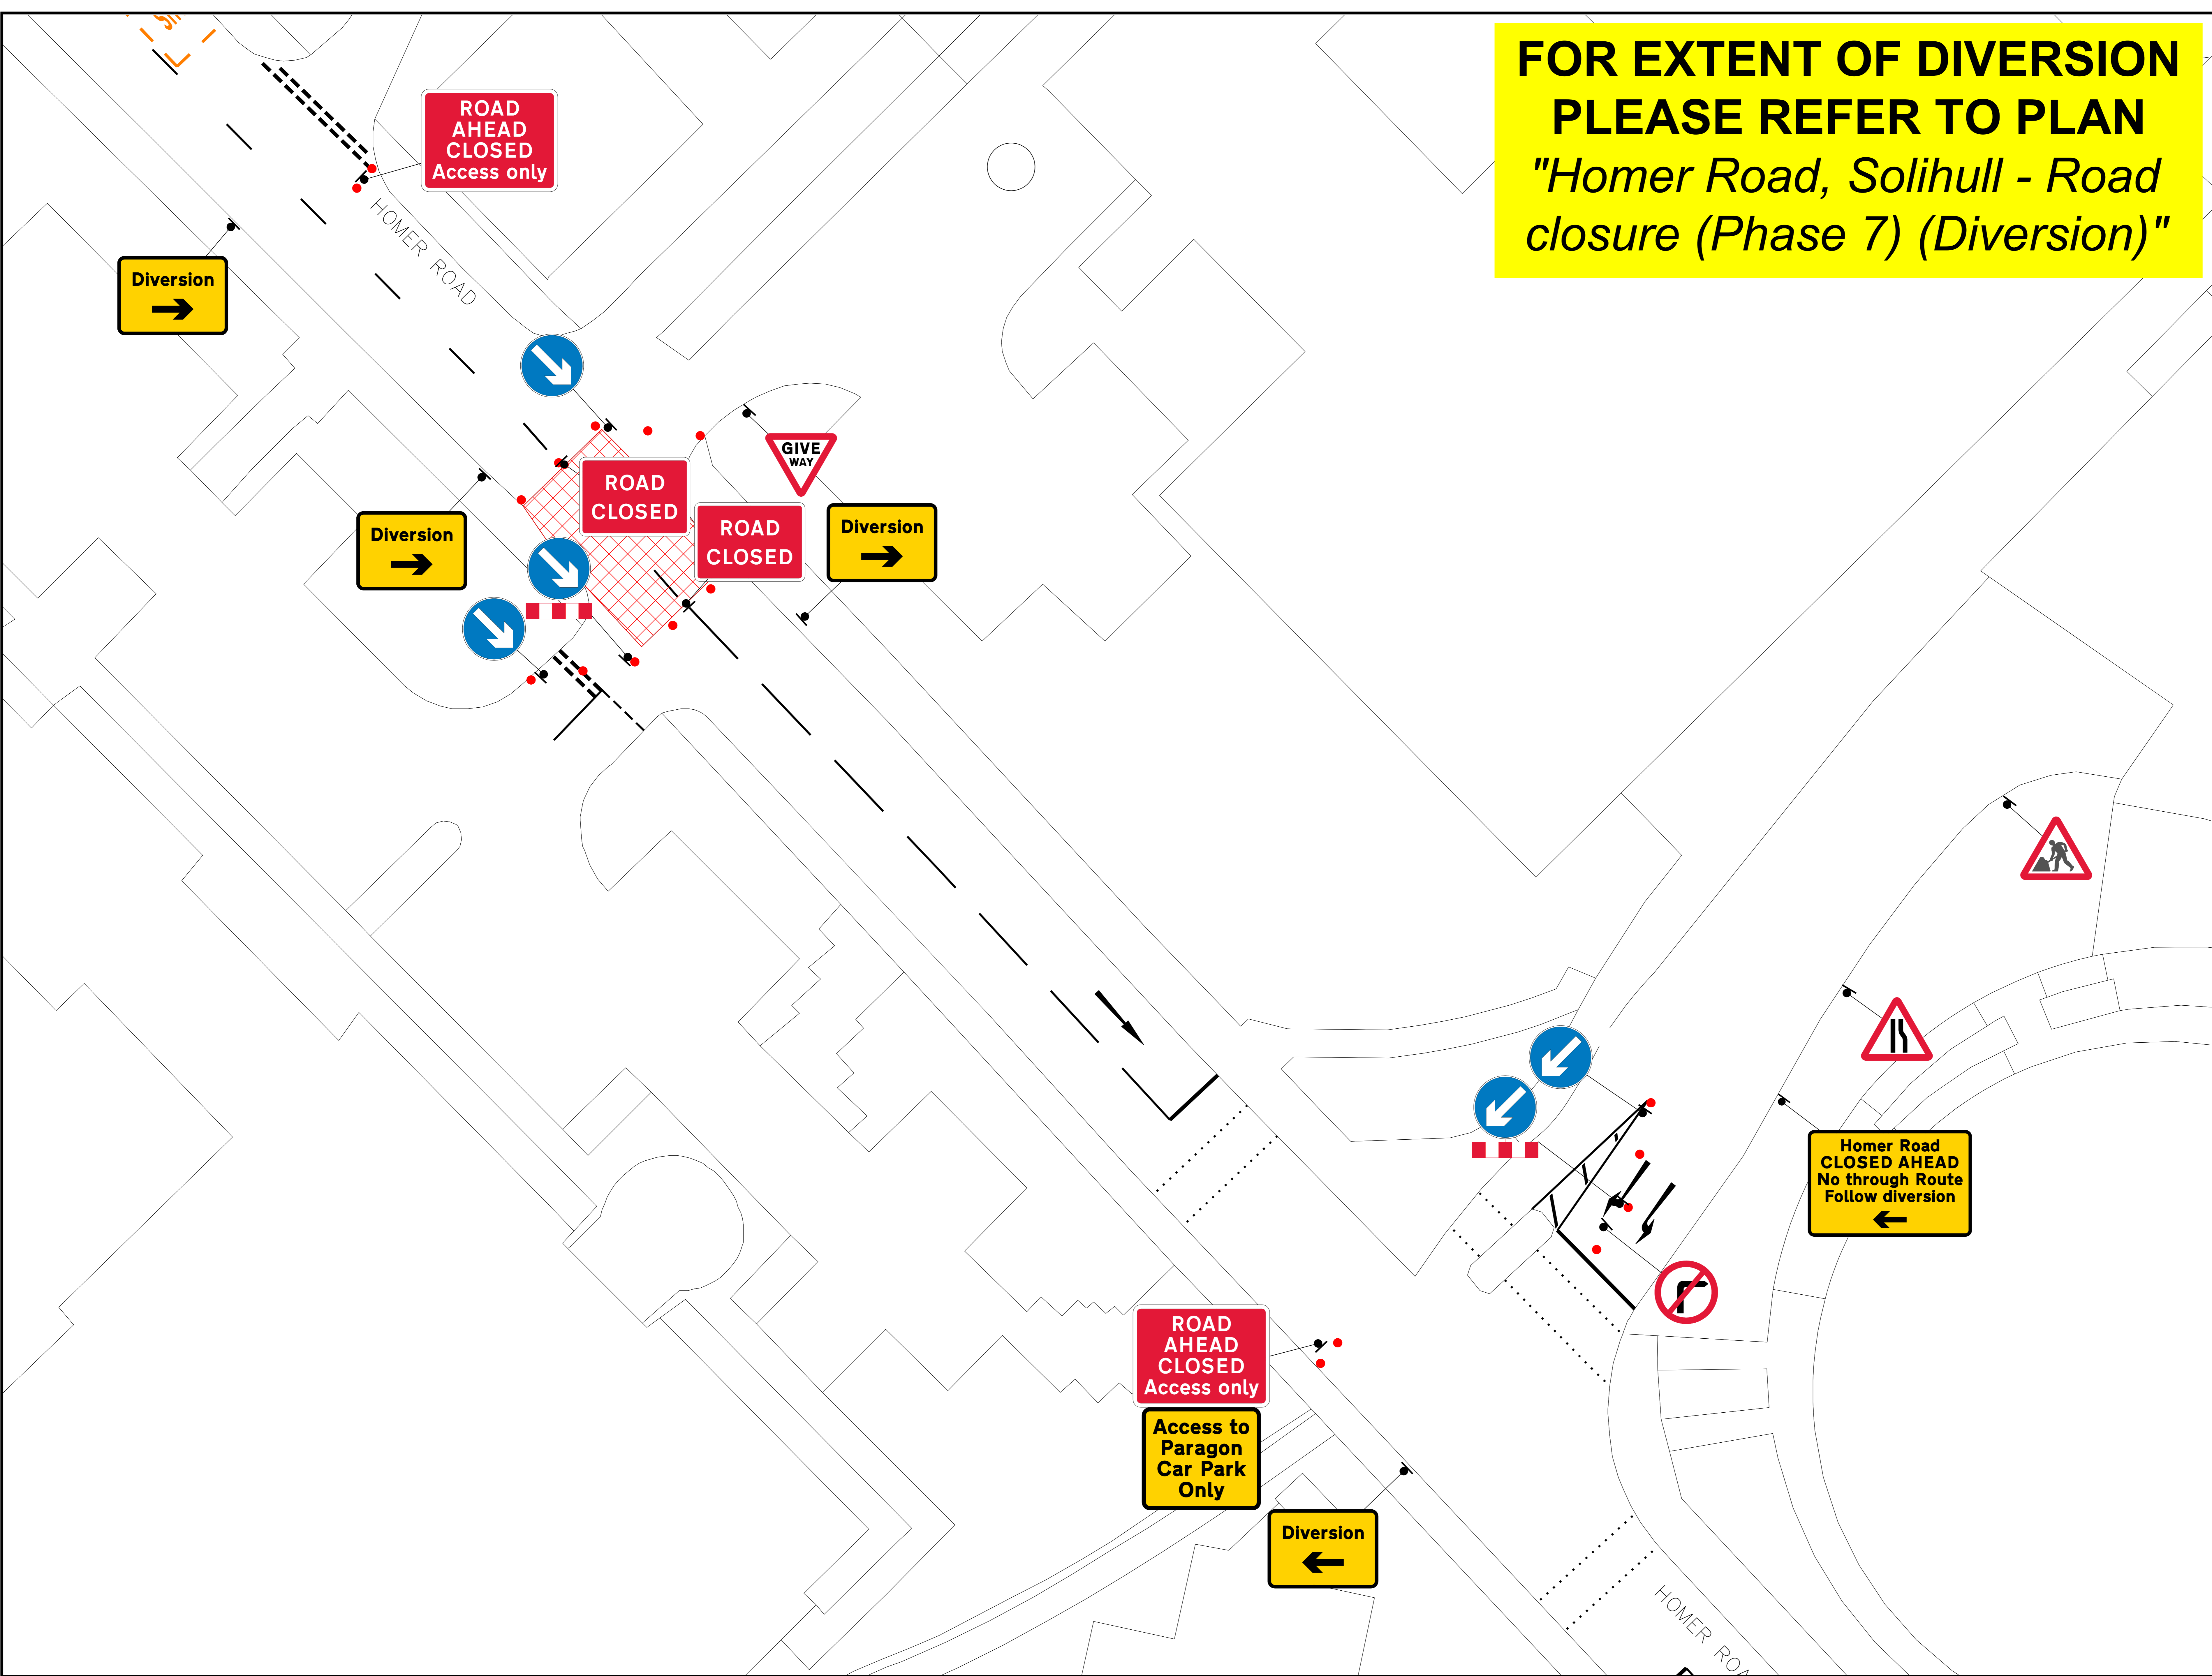 FOR EXTENT OF DIVERSION
PLEASE REFER TO PLAN
"Homer Road, Solihull - Road
closure (Phase 7) (Diversion)"
ROAD
AHEAD
CLOSED
Access only
HOMER ROAD
Diversion
GIVE
WAY
ROAD
CLOSED
ROAD
CLOSED
Diversion
Diversion
Homer Road
CLOSED AHEAD
No through Route
Follow diversion
ROAD
AHEAD
CLOSED
Access only
Access to
Paragon
Car Park
Only
Diversion
HOMER ROA